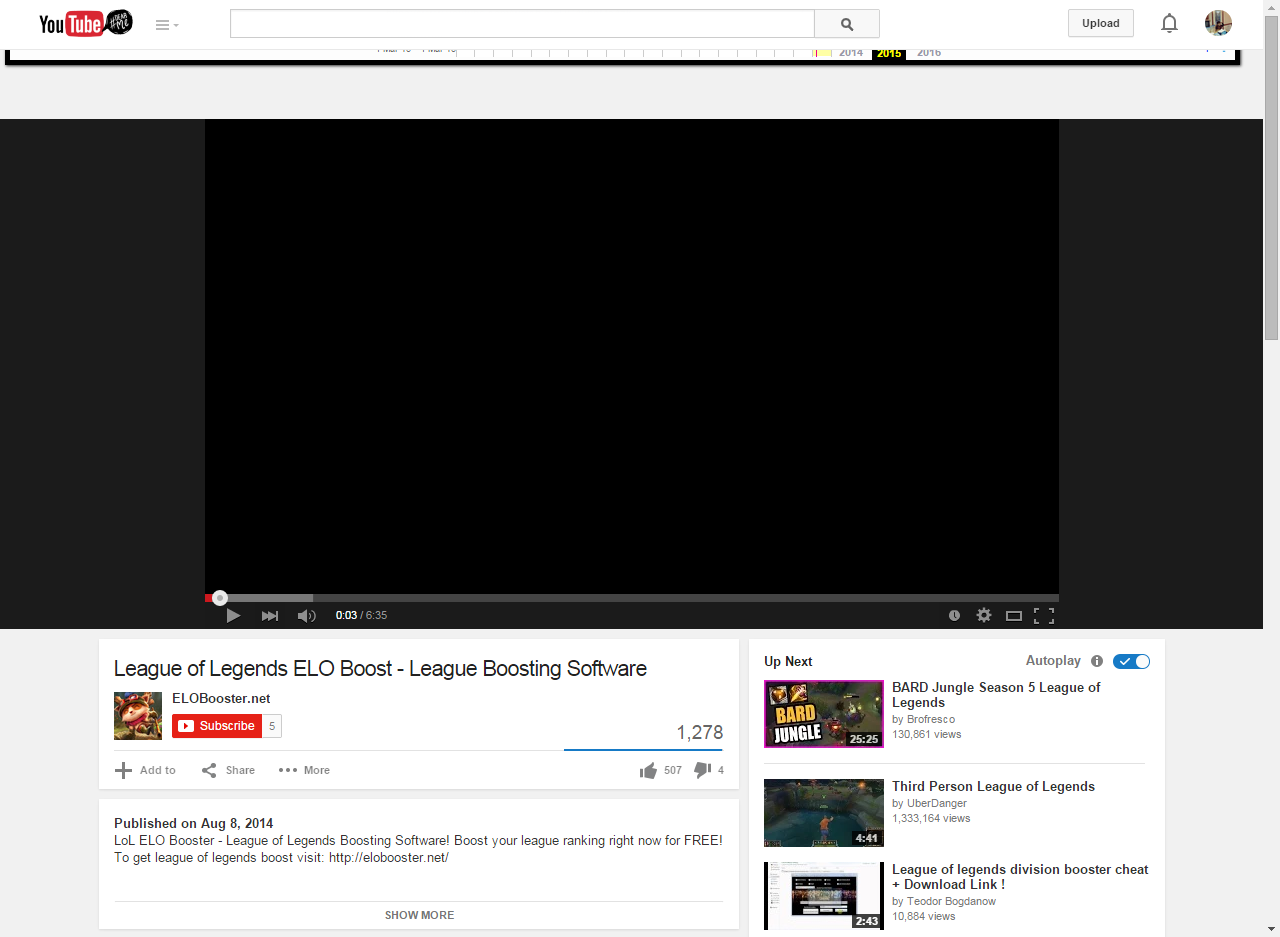 YouTube #DEAR ME
Upload
2014 2015 2016
0:03 / 6:35
League of Legends ELO Boost - League Boosting Software
ELOBooster.net
Subscribe 5
1,278
Add to Share More 507 4
Published on Aug 8, 2014
LoL ELO Booster - League of Legends Boosting Software! Boost your league ranking right now for FREE!
To get league of legends boost visit: http://elobooster.net/
SHOW MORE
Up Next Autoplay
BARD
JUNGLE
25:25
BARD Jungle Season 5 League of
Legends
by Brofresco
130,861 views
4:41
Third Person League of Legends
by UberDanger
1,333,164 views
2:43
League of legends division booster cheat
+ Download Link !
by Teodor Bogdanow
10,884 views